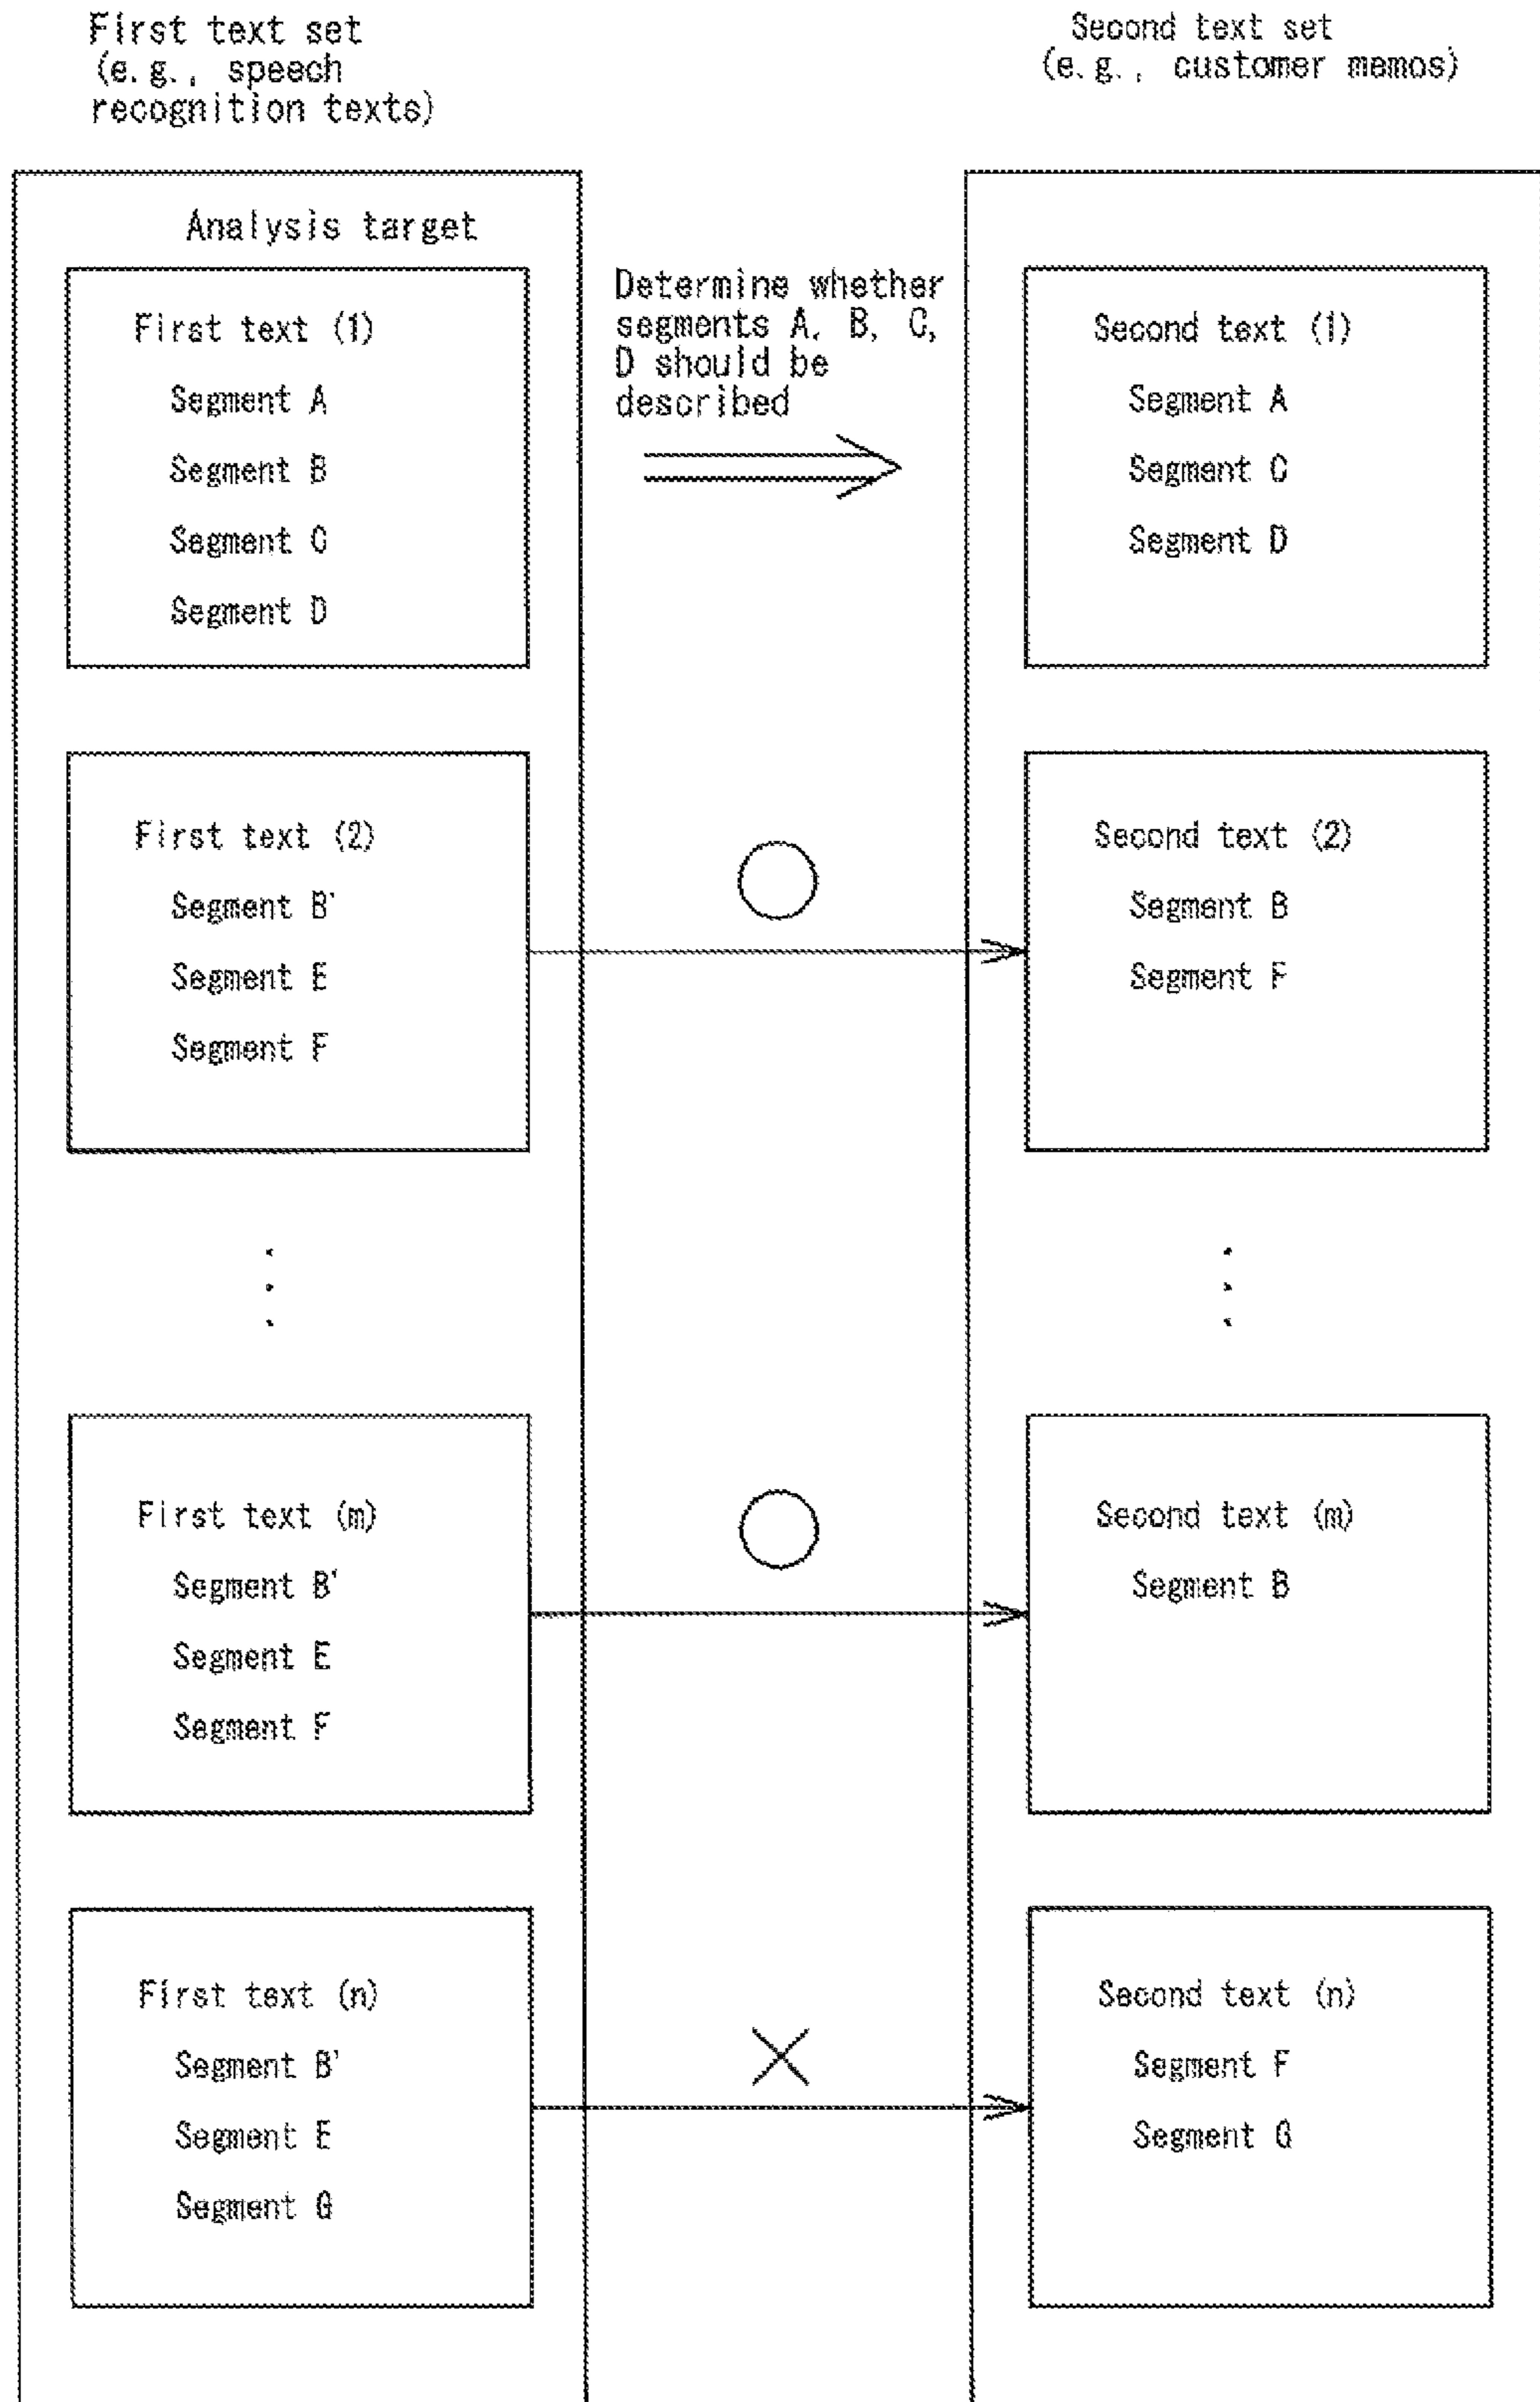 First text set
(e.g., speech
recognition texts)
Second text set
(e.g., customer memos)
Analysis target
First text (1)
Segment A
Segment B
Segment C
Segment D
Determine whether
segments A, B, C,
D should be
described
Second text (1)
Segment A
Segment C
Segment D
First text (2)
Segment B'
Segment E
Segment F
Second text (2)
Segment B
Segment F
First text (m)
Segment B'
Segment E
Segment F
Second text (m)
Segment B
First text (n)
Segment B'
Segment E
Segment G
Second text (n)
Segment F
Segment G